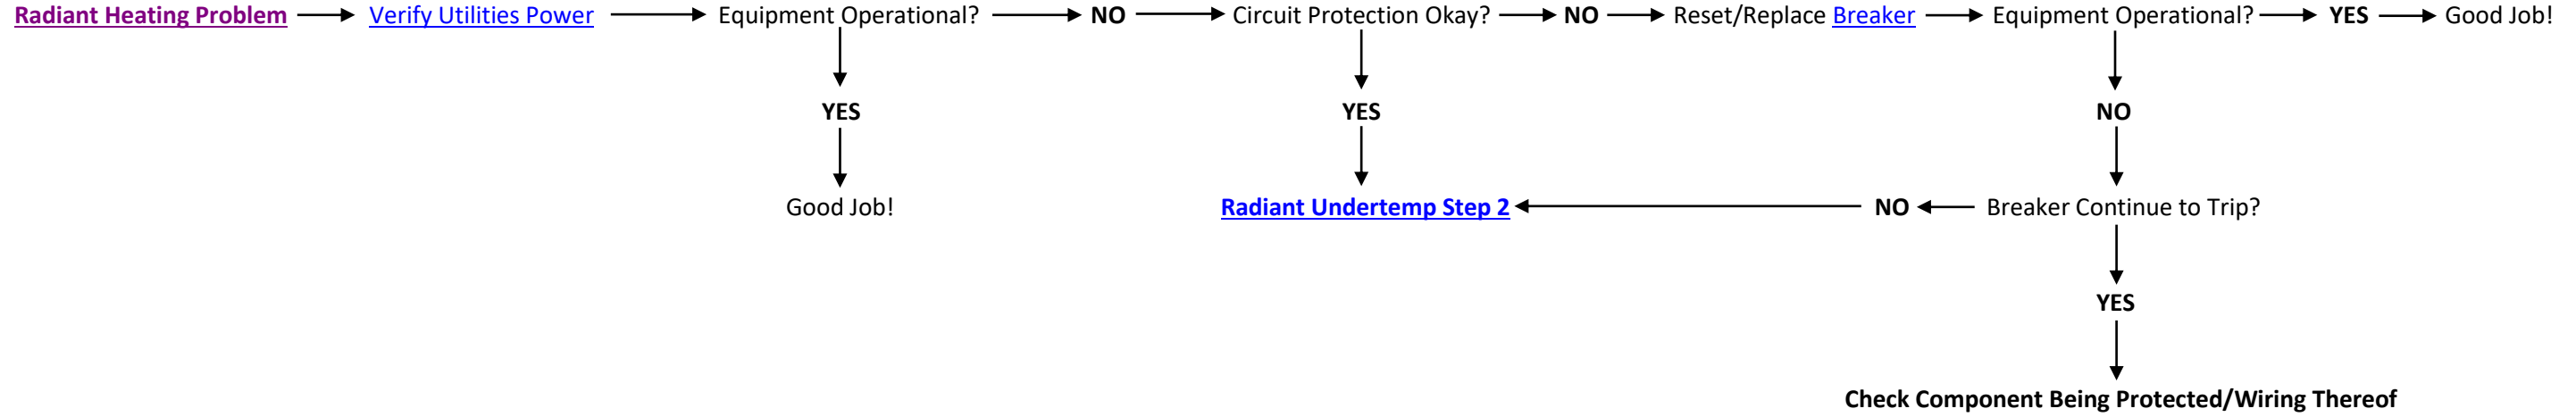 Radiant Heating Problem
Verify Utilities Power
Equipment Operational?
NO
Circuit Protection Okay?
NO
Reset/Replace Breaker
Equipment Operational?
YES
Good Job!
YES
YES
NO
Good Job!
Radiant Undertemp Step 2
NO
Breaker Continue to Trip?
YES
Check Component Being Protected/Wiring Thereof